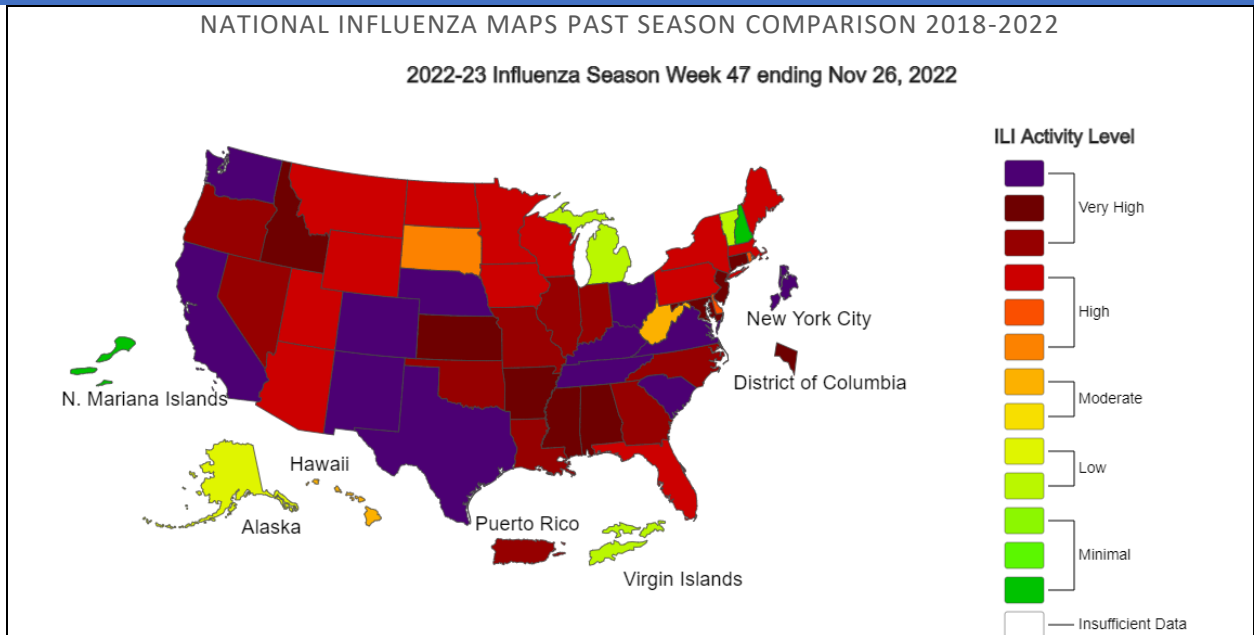 NATIONAL INFLUENZA MAPS PAST SEASON COMPARISON 2018-2022
2022-23 Influenza Season Week 47 ending Nov 26, 2022
ILI Activity Level
Very High
High
Moderate
Low
Minimal
Insufficient Data
New York City
District of Columbia
N. Mariana Islands
Hawaii
Alaska
Puerto Rico
Virgin Islands